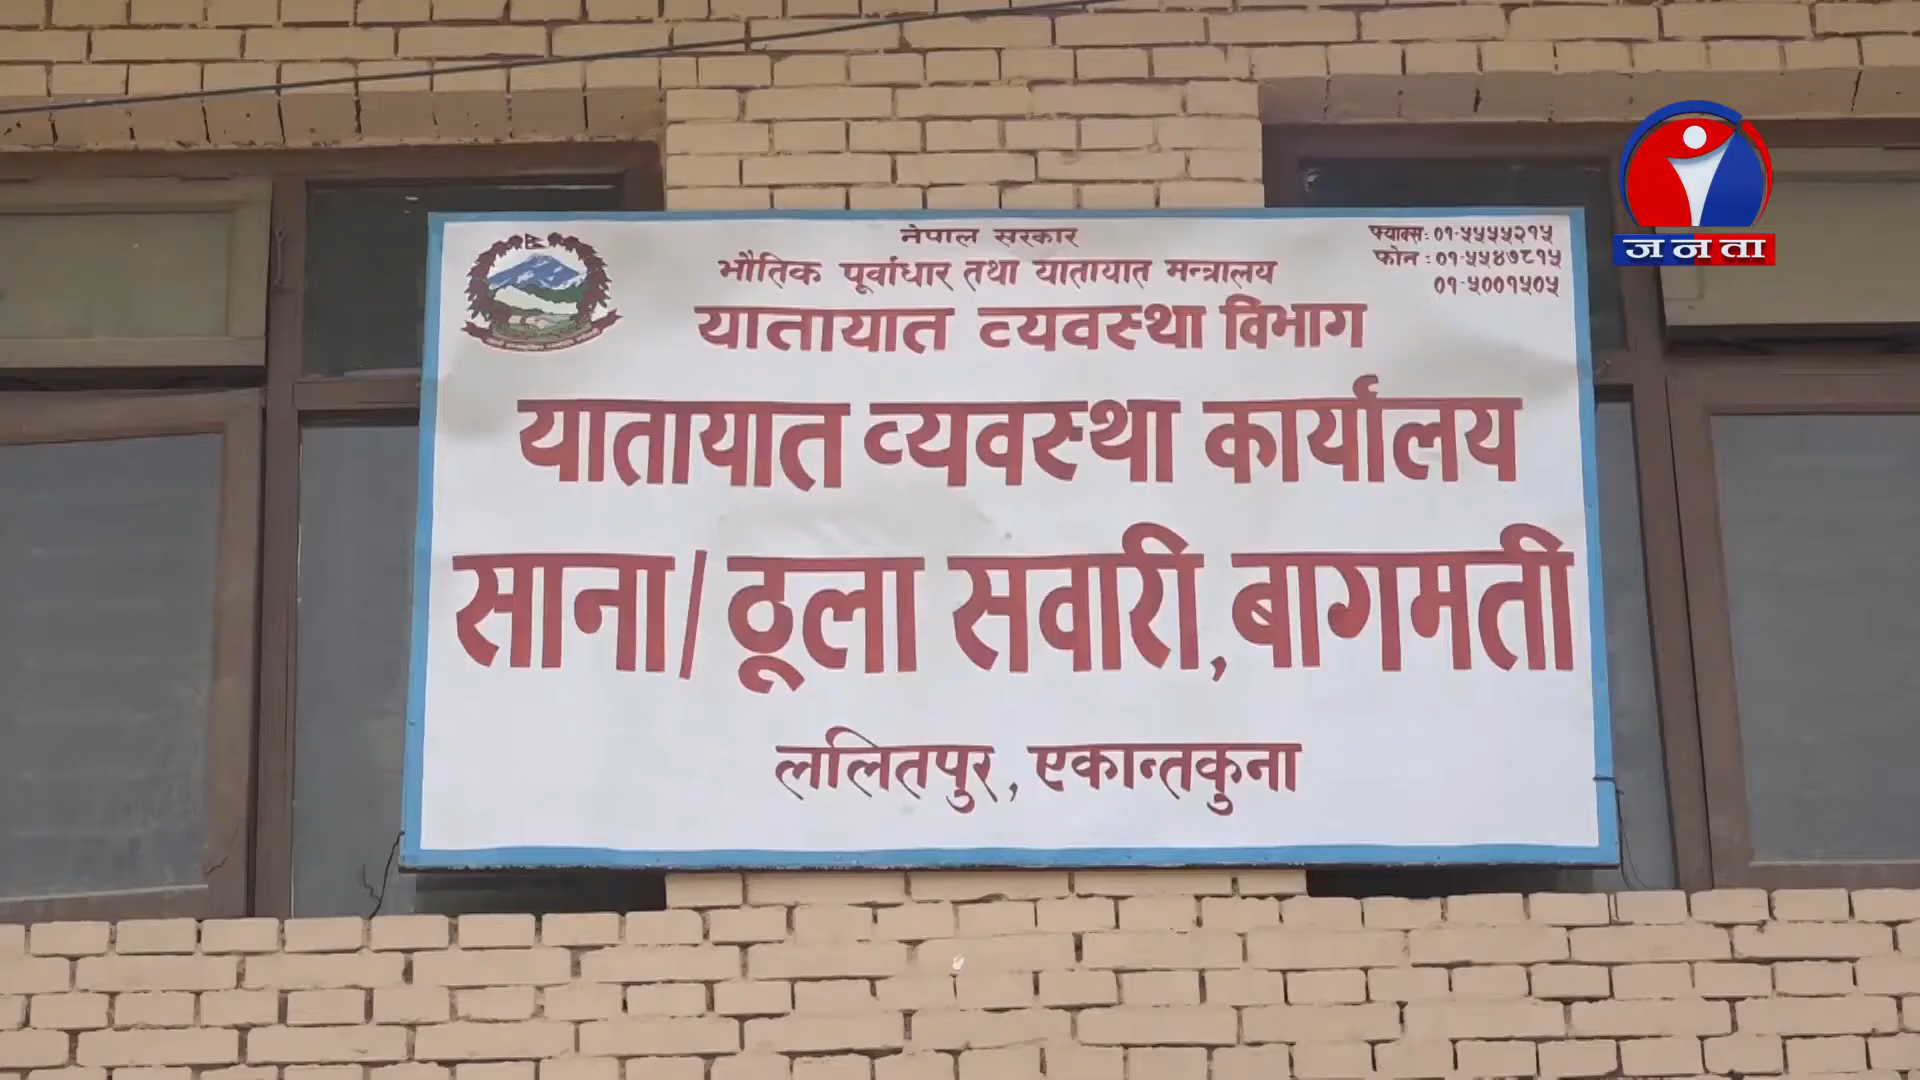 नेपाल सरकार
भौतिक पूर्वाधार तथा यातायात मन्त्रालय
यातायात व्यवस्था विभाग
फ्याक्स: ०१-५५५५२१५
फोन : ०१-५५४७८१५
०१-५००१५०५
यातायात व्यवस्था कार्यालय
साना/ठूला सवारी, बागमती
ललितपुर, एकान्तकुना
जनता